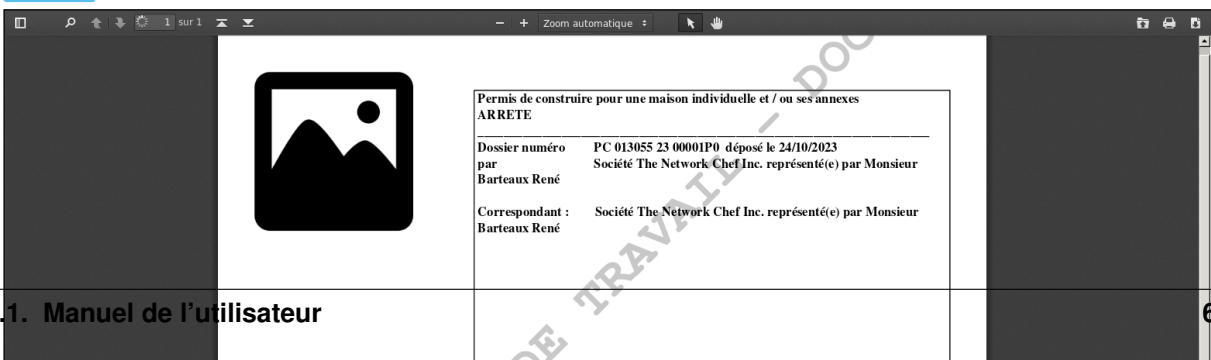 1 sur 1
Zoom automatique
Permis de construire pour une maison individuelle et / ou ses annexes
ARRETE
Dossier numéro PC 013055 23 00001P0 déposé le 24/10/2023
par Société The Network Chef Inc. représenté(e) par Monsieur
Barteaux René
Correspondant : Société The Network Chef Inc. représenté(e) par Monsieur
Barteaux René
DE TRAVAIL - DOC
.1. Manuel de l'utilisateur